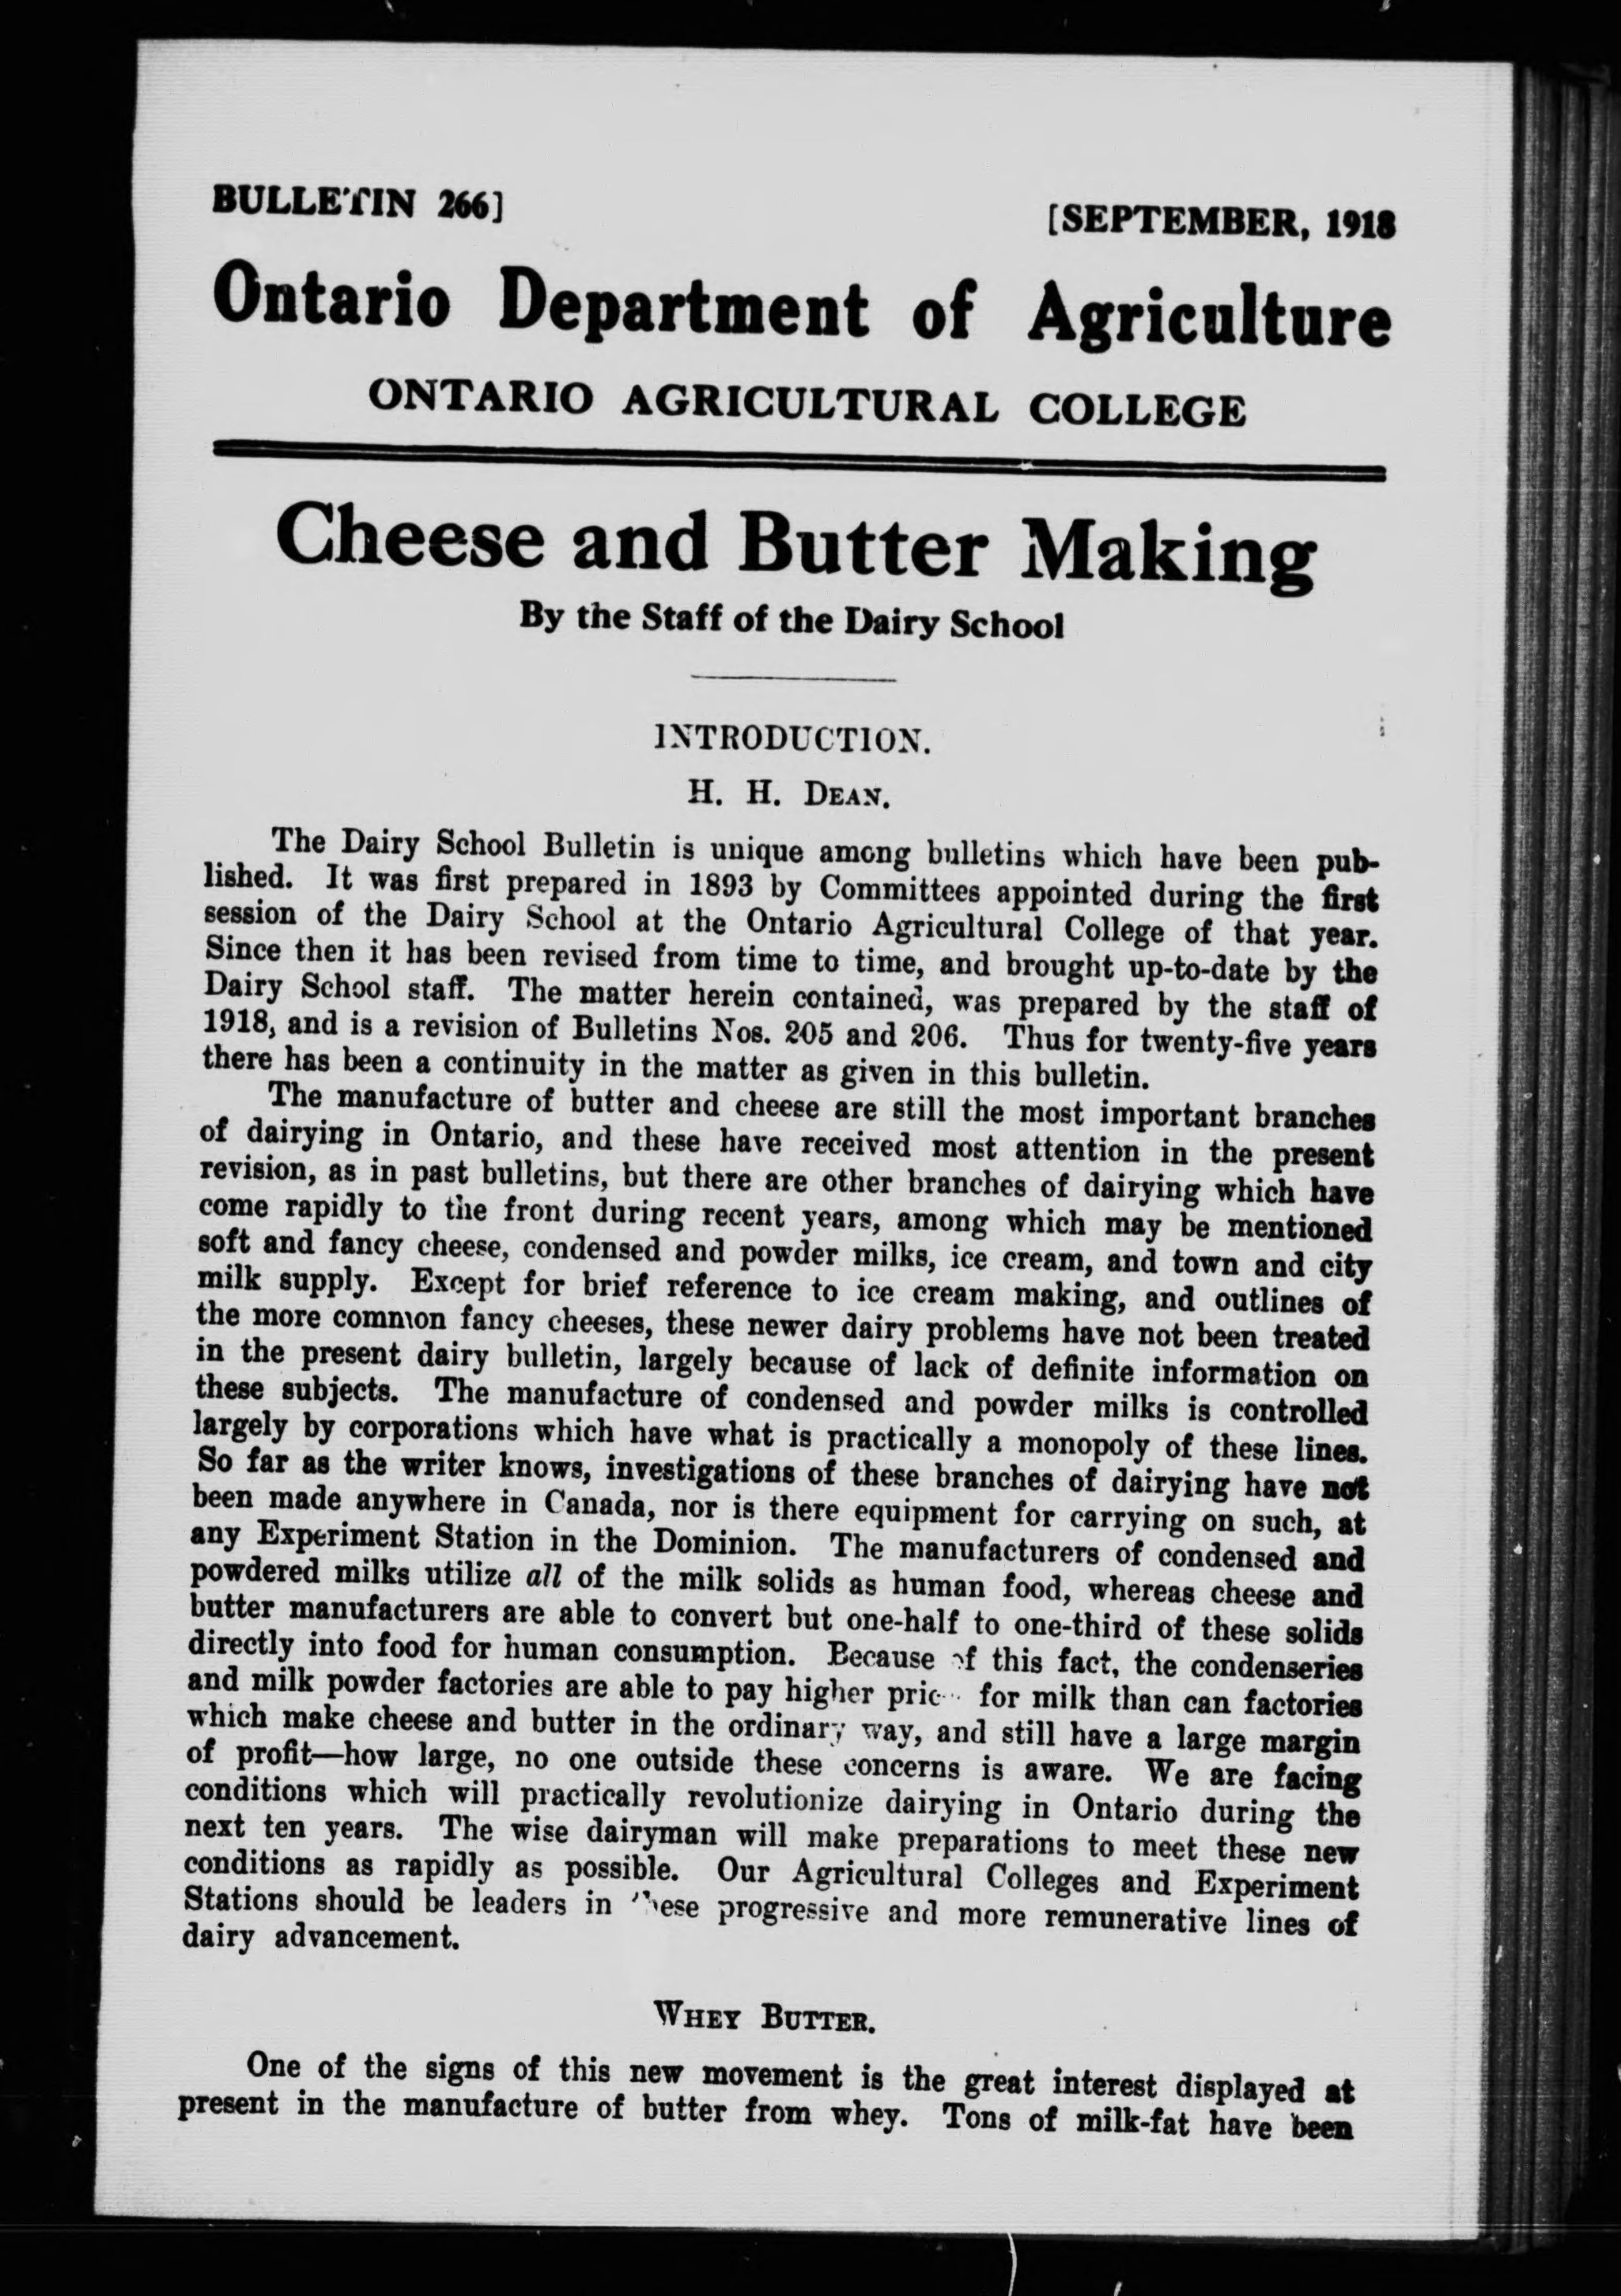 BULLETIN 266]
[SEPTEMBER, 1918
Ontario Department of Agriculture
ONTARIO AGRICULTURAL COLLEGE
Cheese and Butter Making
By the Staff of the Dairy School
INTRODUCTION.
H. H. DEAN.
The Dairy School Bulletin is unique among bulletins which have been pub-
lished. It was first prepared in 1893 by Committees appointed during the first
session of the Dairy School at the Ontario Agricultural College of that year.
Since then it has been revised from time to time, and brought up-to-date by the
Dairy School staff. The matter herein contained, was prepared by the staff of
1918, and is a revision of Bulletins Nos. 205 and 206. Thus for twenty-five years
there has been a continuity in the matter as given in this bulletin.
The manufacture of butter and cheese are still the most important branches
of dairying in Ontario, and these have received most attention in the present
revision, as in past bulletins, but there are other branches of dairying which have
come rapidly to the front during recent years, among which may be mentioned
soft and fancy cheese, condensed and powder milks, ice cream, and town and city
milk supply. Except for brief reference to ice cream making, and outlines of
the more common fancy cheeses, these newer dairy problems have not been treated
in the present dairy bulletin, largely because of lack of definite information on
these subjects. The manufacture of condensed and powder milks is controlled
largely by corporations which have what is practically a monopoly of these lines.
So far as the writer knows, investigations of these branches of dairying have not
been made anywhere in Canada, nor is there equipment for carrying on such, at
any Experiment Station in the Dominion. The manufacturers of condensed and
powdered milks utilize all of the milk solids as human food, whereas cheese and
butter manufacturers are able to convert but one-half to one-third of these solids
directly into food for human consumption. Because of this fact, the condenseries
and milk powder factories are able to pay higher for milk than can factories
which make cheese and butter in the ordinary way, and still have a large margin
of profit—how large, no one outside these concerns is aware. We are facing
conditions which will practically revolutionize dairying in Ontario during the
next ten years. The wise dairyman will make preparations to meet these new
conditions as rapidly as possible. Our Agricultural Colleges and Experiment
Stations should be leaders in these progressive and more remunerative lines of
dairy advancement.
WHEY BUTTER.
One of the signs of this new movement is the great interest displayed at
present in the manufacture of butter from whey. Tons of milk-fat have been